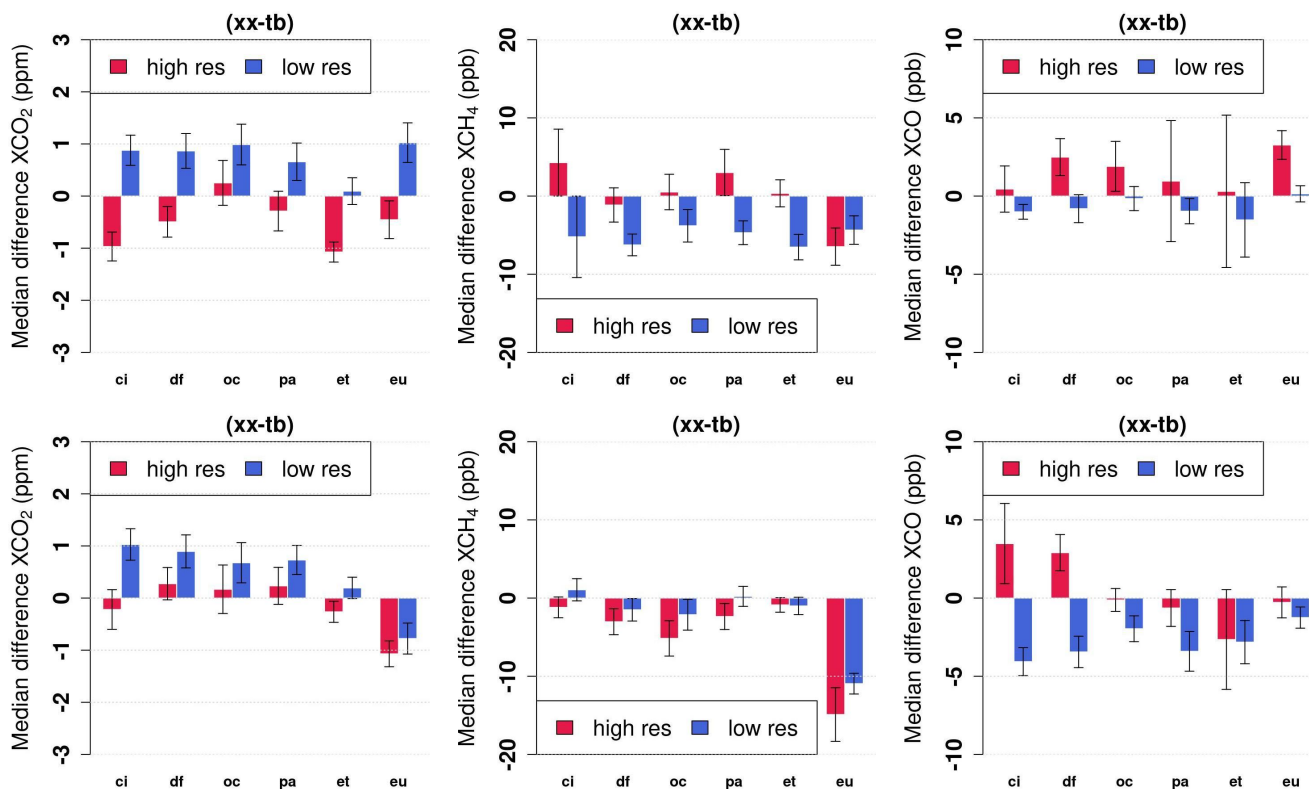 (xx-tb)
Median difference XCO₂ (ppm)
3
2
1
0
-1
-2
-3
high res low res
ci df oc pa et eu
(xx-tb)
Median difference XCH₄ (ppb)
20
10
0
-10
-20
high res low res
ci df oc pa et eu
(xx-tb)
Median difference XCO (ppb)
10
5
0
-5
-10
high res low res
ci df oc pa et eu
(xx-tb)
Median difference XCO₂ (ppm)
3
2
1
0
-1
-2
-3
high res low res
ci df oc pa et eu
(xx-tb)
Median difference XCH₄ (ppb)
20
10
0
-10
-20
high res low res
ci df oc pa et eu
(xx-tb)
Median difference XCO (ppb)
10
5
0
-5
-10
high res low res
ci df oc pa et eu